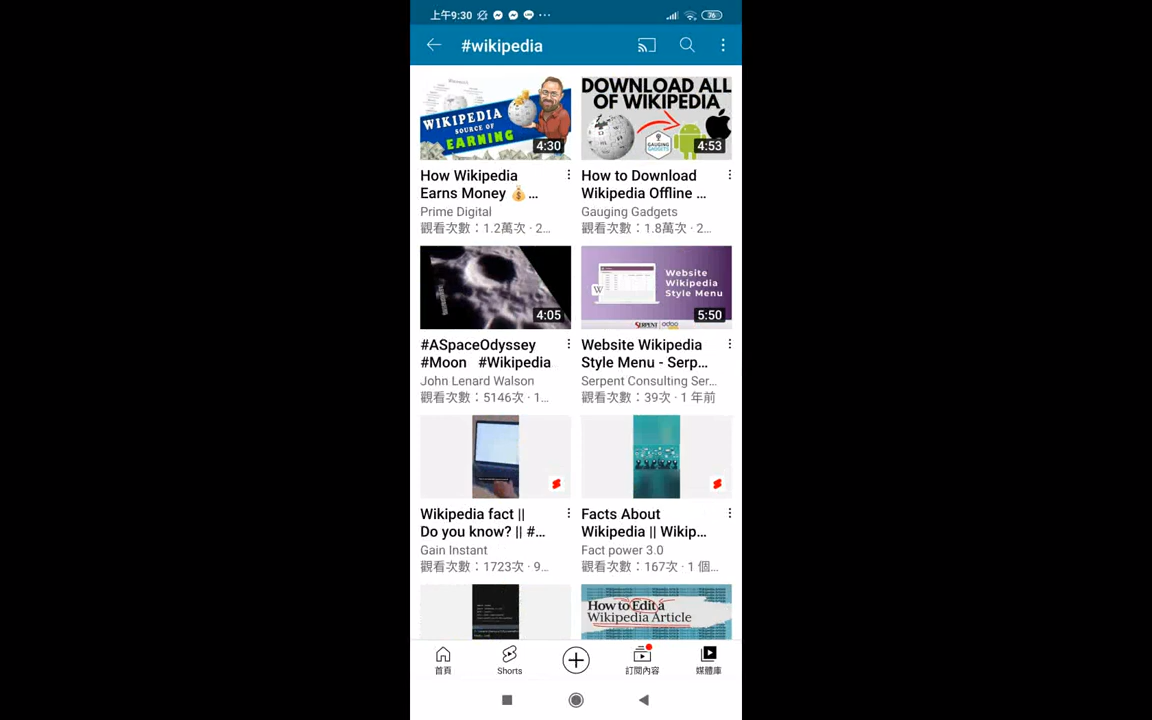 上午9:30
76
#wikipedia
WIKIPEDIA
SOURCE OF
EARNING
4:30
DOWNLOAD ALL
OF WIKIPEDIA
GAUGING
GADGETS
4:53
How Wikipedia
Earns Money 💰...
Prime Digital
觀看次數：1.2萬次 · 2...
How to Download
Wikipedia Offline ...
Gauging Gadgets
觀看次數：1.8萬次 · 2...
4:05
Website
Wikipedia
Style Menu
W
SERPENT odoo
5:50
#ASpaceOdyssey
#Moon #Wikipedia
John Lenard Walson
觀看次數：5146次 · 1...
Website Wikipedia
Style Menu - Serp...
Serpent Consulting Ser...
觀看次數：39次 · 1 年前
Wikipedia fact ||
Do you know? || #...
Gain Instant
觀看次數：1723次 · 9...
Facts About
Wikipedia || Wikip...
Fact power 3.0
觀看次數：167次 · 1 個...
How to Edit a
Wikipedia Article
首頁
Shorts
訂閱內容
媒體庫